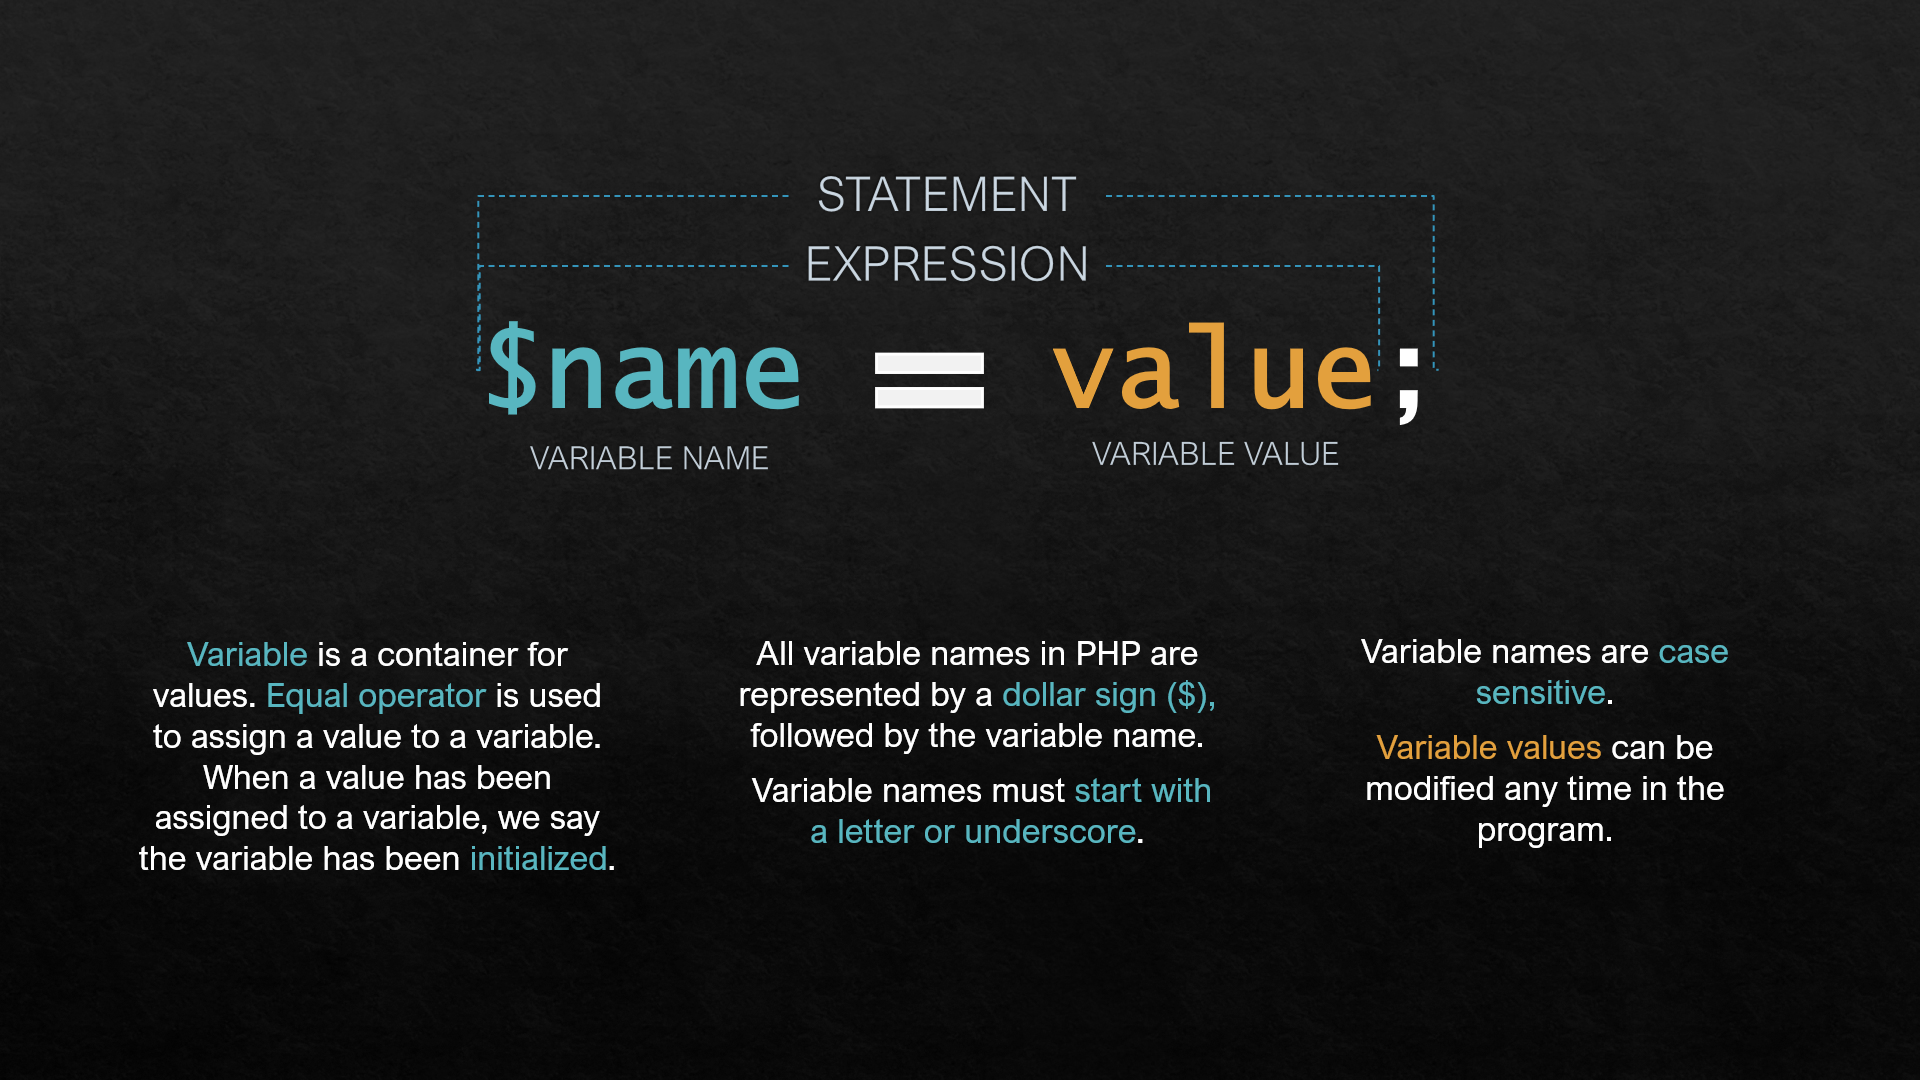 STATEMENT
EXPRESSION
$name = value;
VARIABLE NAME
VARIABLE VALUE
Variable is a container for
values. Equal operator is used
to assign a value to a variable.
When a value has been
assigned to a variable, we say
the variable has been initialized.
All variable names in PHP are
represented by a dollar sign ($),
followed by the variable name.
Variable names must start with
a letter or underscore.
Variable names are case
sensitive.
Variable values can be
modified any time in the
program.